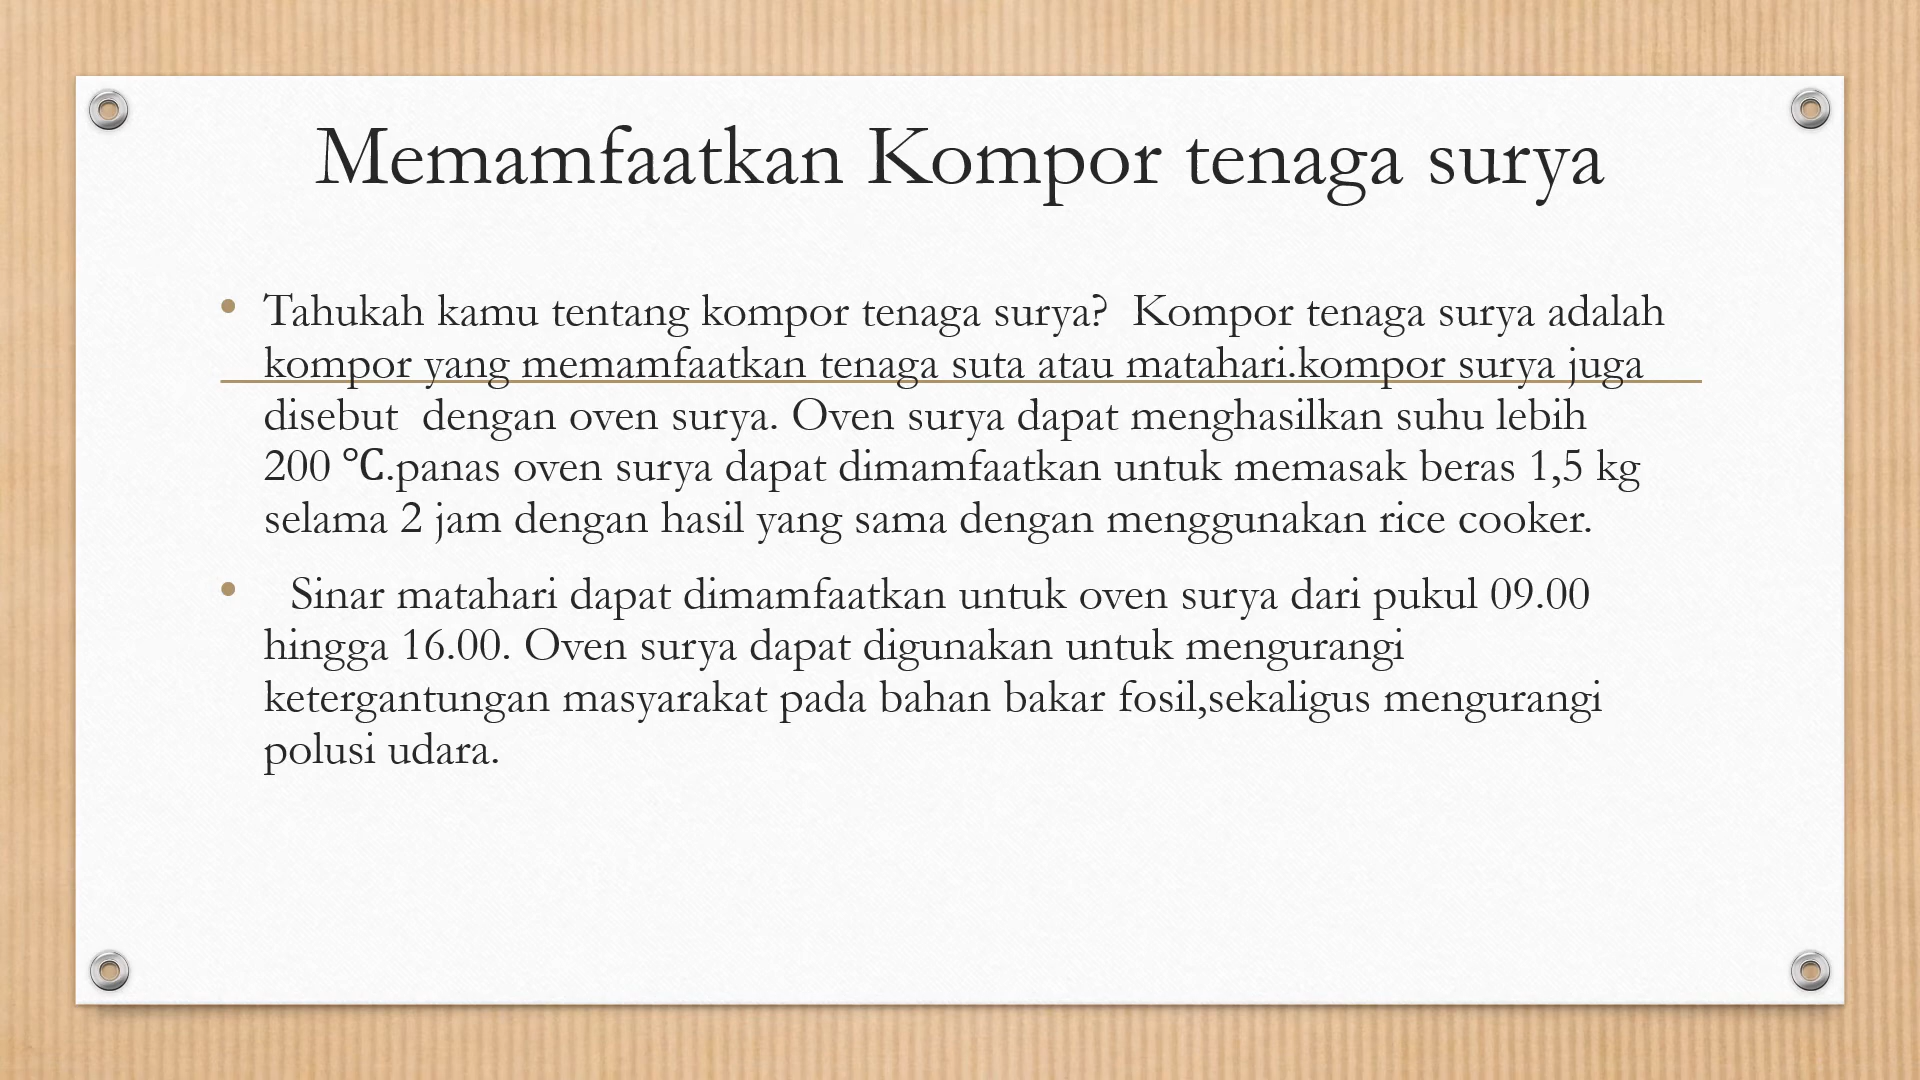 Memamfaatkan Kompor tenaga surya
• Tahukah kamu tentang kompor tenaga surya?  Kompor tenaga surya adalah
kompor yang memamfaatkan tenaga suta atau matahari.kompor surya juga
disebut  dengan oven surya. Oven surya dapat menghasilkan suhu lebih
200 ℃.panas oven surya dapat dimamfaatkan untuk memasak beras 1,5 kg
selama 2 jam dengan hasil yang sama dengan menggunakan rice cooker.
•   Sinar matahari dapat dimamfaatkan untuk oven surya dari pukul 09.00
hingga 16.00. Oven surya dapat digunakan untuk mengurangi
ketergantungan masyarakat pada bahan bakar fosil,sekaligus mengurangi
polusi udara.